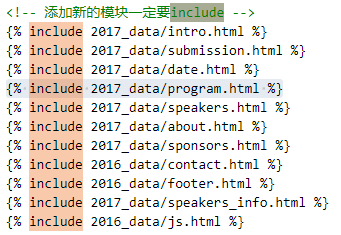 <!-- 添加新的模块一定要include -->
{% include 2017_data/intro.html %}
{% include 2017_data/submission.html %}
{% include 2017_data/date.html %}
{% include 2017_data/program.html %}
{% include 2017_data/speakers.html %}
{% include 2017_data/about.html %}
{% include 2017_data/sponsors.html %}
{% include 2016_data/contact.html %}
{% include 2016_data/footer.html %}
{% include 2017_data/speakers_info.html %}
{% include 2016_data/js.html %}